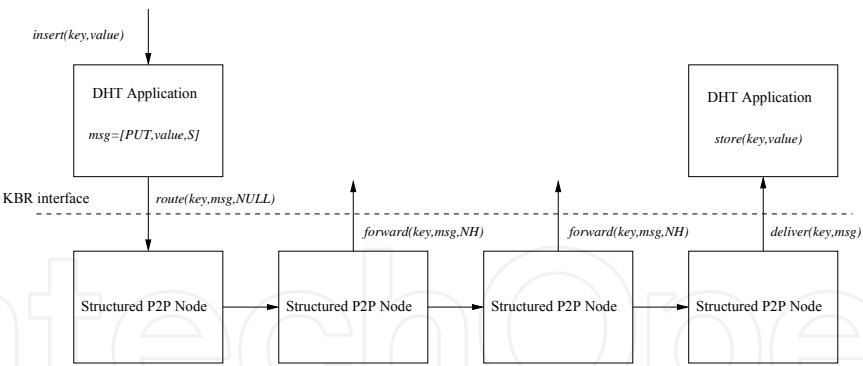 insert(key,value)
DHT Application
msg=[PUT,value,S]
DHT Application
store(key,value)
KBR interface
route(key,msg,NULL)
forward(key,msg,NH)
forward(key,msg,NH)
deliver(key,msg)
Structured P2P Node
Structured P2P Node
Structured P2P Node
Structured P2P Node
ntechOpe